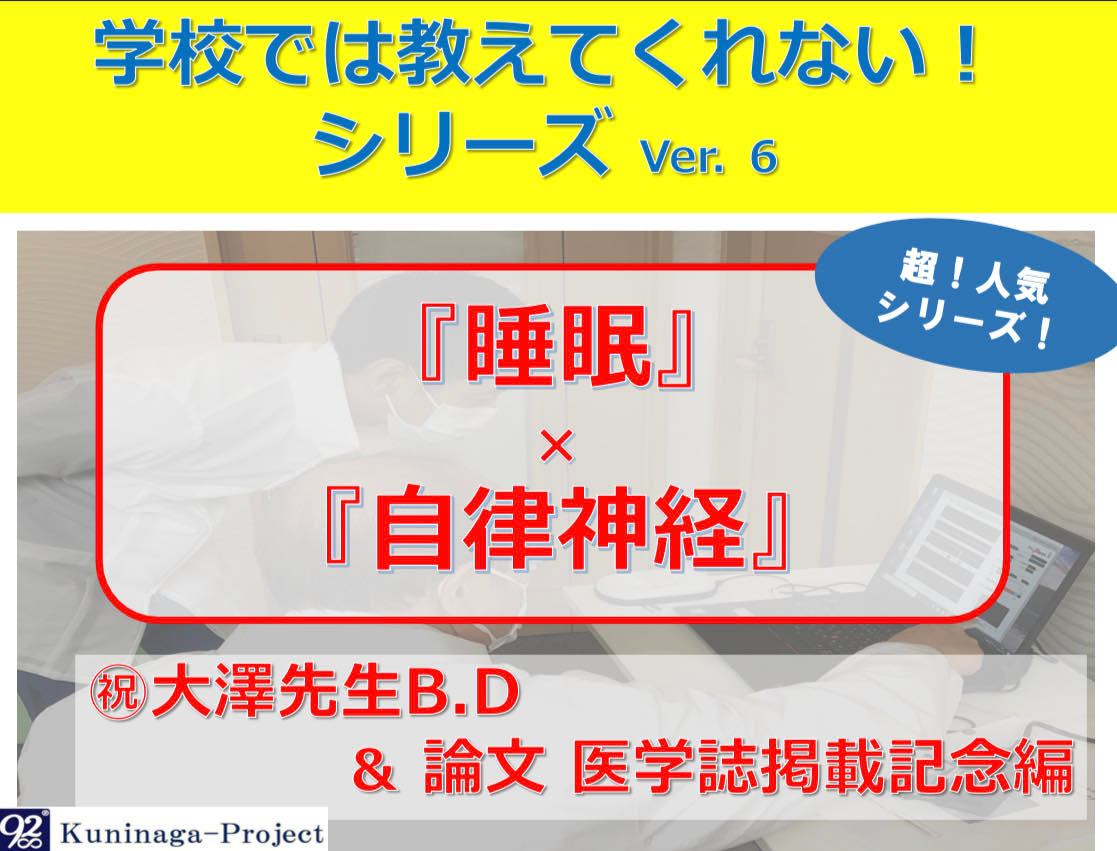 学校では教えてくれない！
シリーズ Ver. 6
超！人気
シリーズ！
『睡眠』
×
『自律神経』
㊗大澤先生B.D
& 論文 医学誌掲載記念編
92
Kuninaga-Project